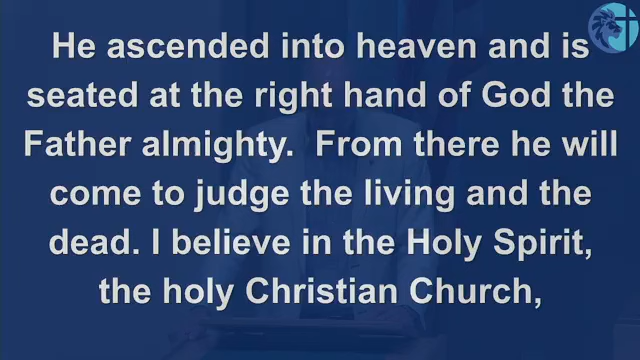 He ascended into heaven and is
seated at the right hand of God the
Father almighty.  From there he will
come to judge the living and the
dead. I believe in the Holy Spirit,
the holy Christian Church,